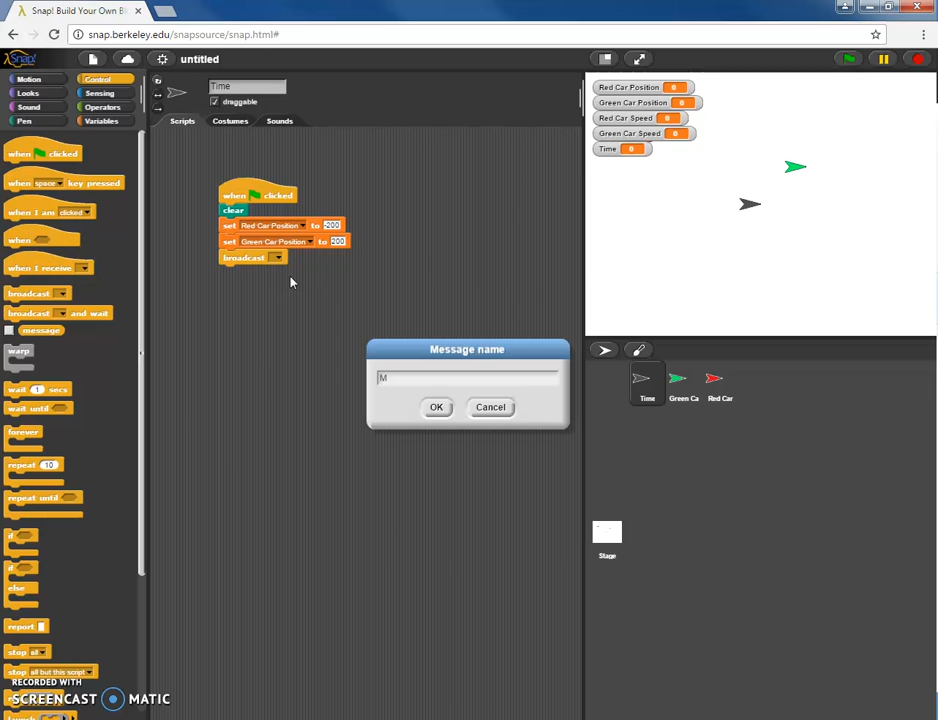 Snap! Build Your Own Bl
snap.berkeley.edu/snapsource/snap.html#
Snap!
untitled
Motion
Control
Looks
Sensing
Sound
Operators
Pen
Variables
Time
draggable
Scripts
Costumes
Sounds
when clicked
when space key pressed
when I am clicked
when
when I receive
broadcast
broadcast and wait
message
warp
wait 1 secs
wait until
forever
repeat 10
repeat until
if
if
else
report
stop all
stop all but this script
when clicked
clear
set Red Car Position to -200
set Green Car Position to 200
broadcast
Message name
M
OK
Cancel
Red Car Position 0
Green Car Position 0
Red Car Speed 0
Green Car Speed 0
Time 0
Time
Green Ca
Red Car
Stage
RECORDED WITH
SCREENCAST MATIC